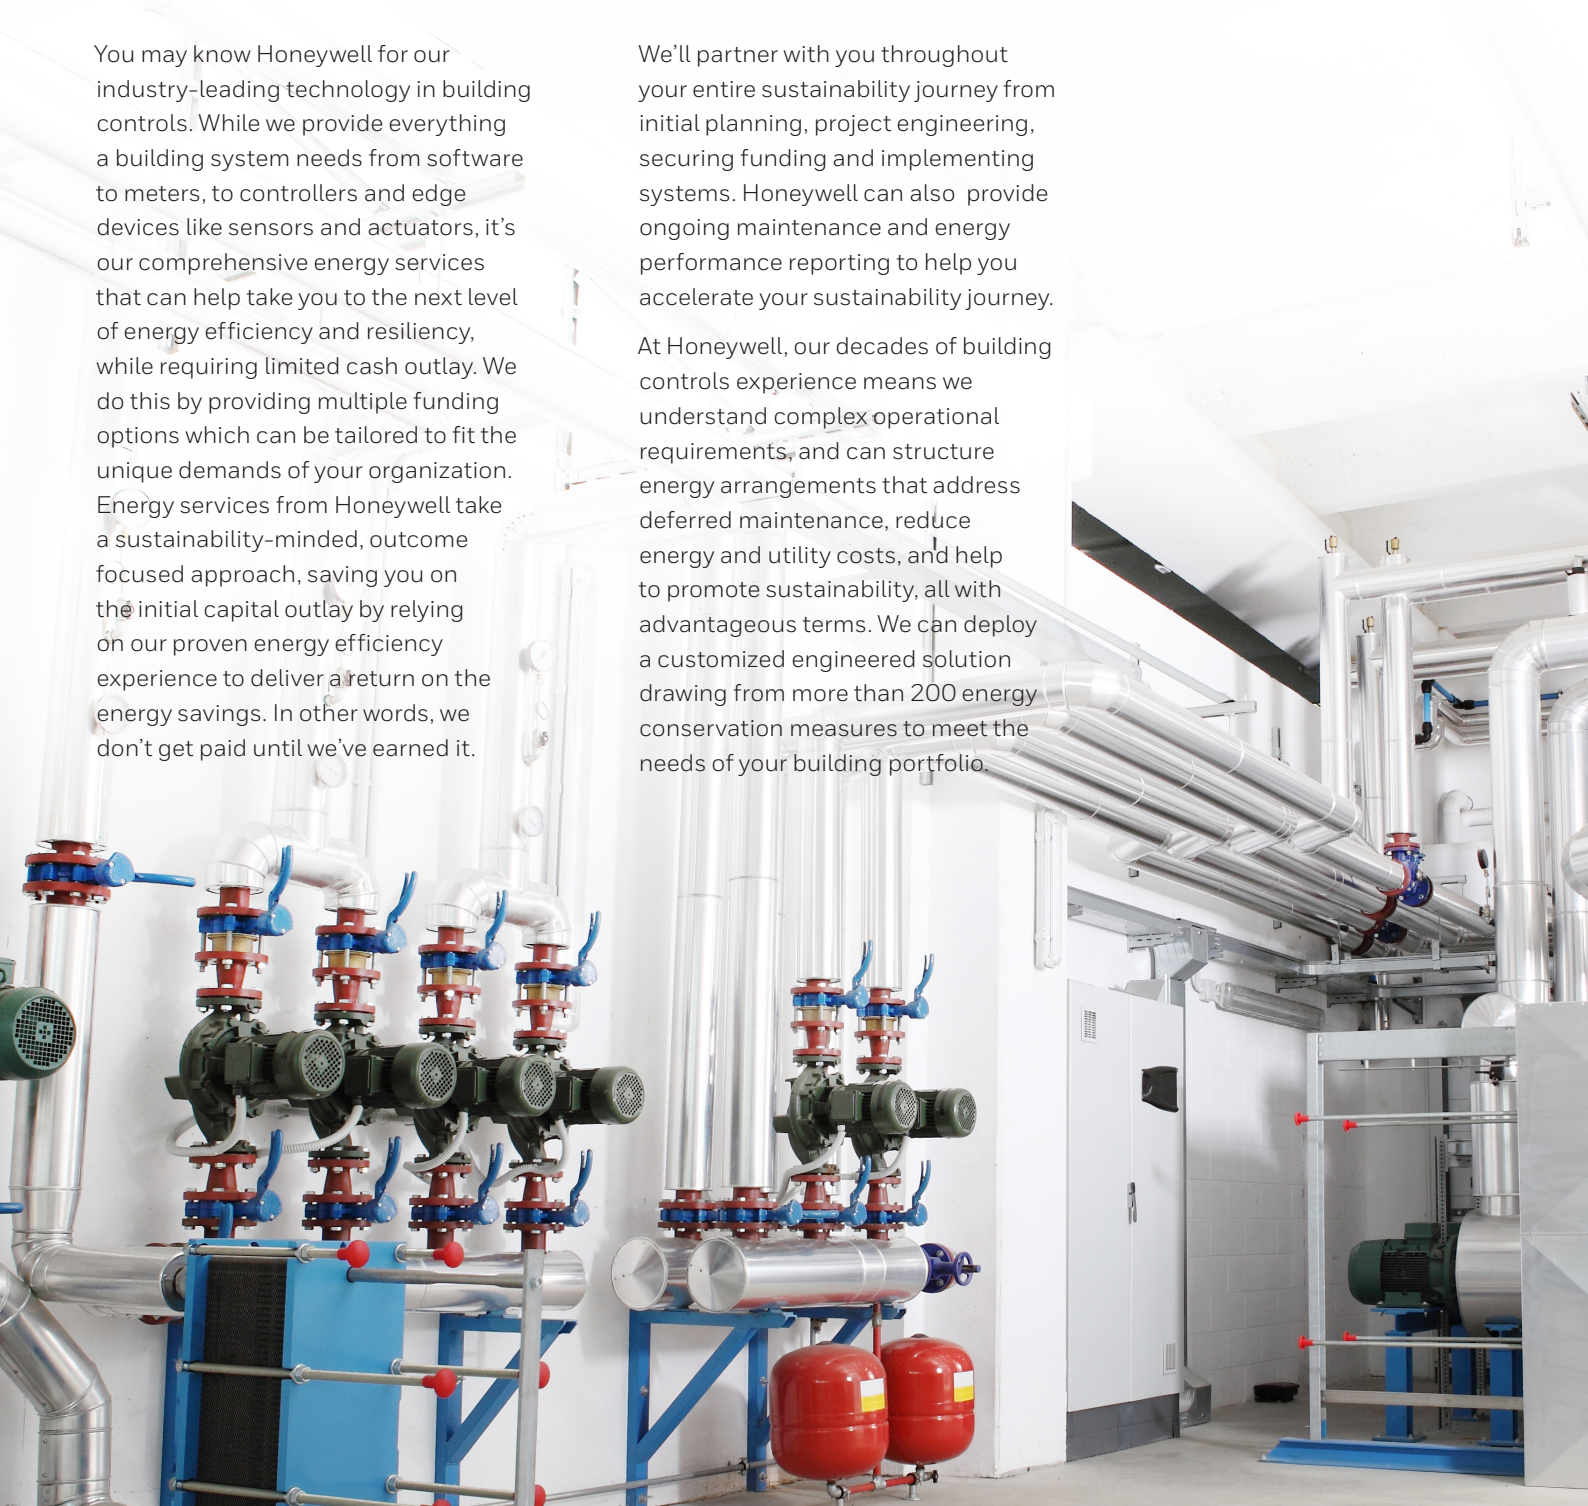 You may know Honeywell for our
industry-leading technology in building
controls. While we provide everything
a building system needs from software
to meters, to controllers and edge
devices like sensors and actuators, it’s
our comprehensive energy services
that can help take you to the next level
of energy efficiency and resiliency,
while requiring limited cash outlay. We
do this by providing multiple funding
options which can be tailored to fit the
unique demands of your organization.
Energy services from Honeywell take
a sustainability-minded, outcome
focused approach, saving you on
the initial capital outlay by relying
on our proven energy efficiency
experience to deliver a return on the
energy savings. In other words, we
don’t get paid until we’ve earned it.
We’ll partner with you throughout
your entire sustainability journey from
initial planning, project engineering,
securing funding and implementing
systems. Honeywell can also  provide
ongoing maintenance and energy
performance reporting to help you
accelerate your sustainability journey.
At Honeywell, our decades of building
controls experience means we
understand complex operational
requirements, and can structure
energy arrangements that address
deferred maintenance, reduce
energy and utility costs, and help
to promote sustainability, all with
advantageous terms. We can deploy
a customized engineered solution
drawing from more than 200 energy
conservation measures to meet the
needs of your building portfolio.